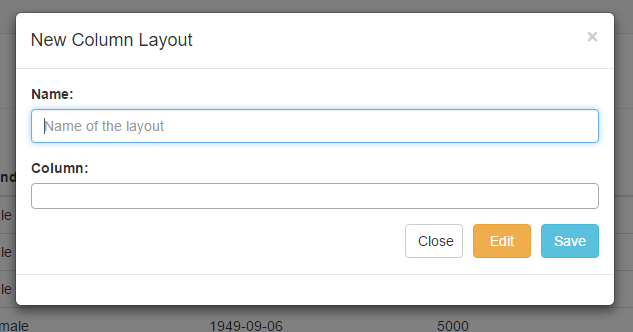 New Column Layout ×
Name:
Name of the layout
Column:
Close Edit Save
nd
le
le
le
male 1949-09-06 5000